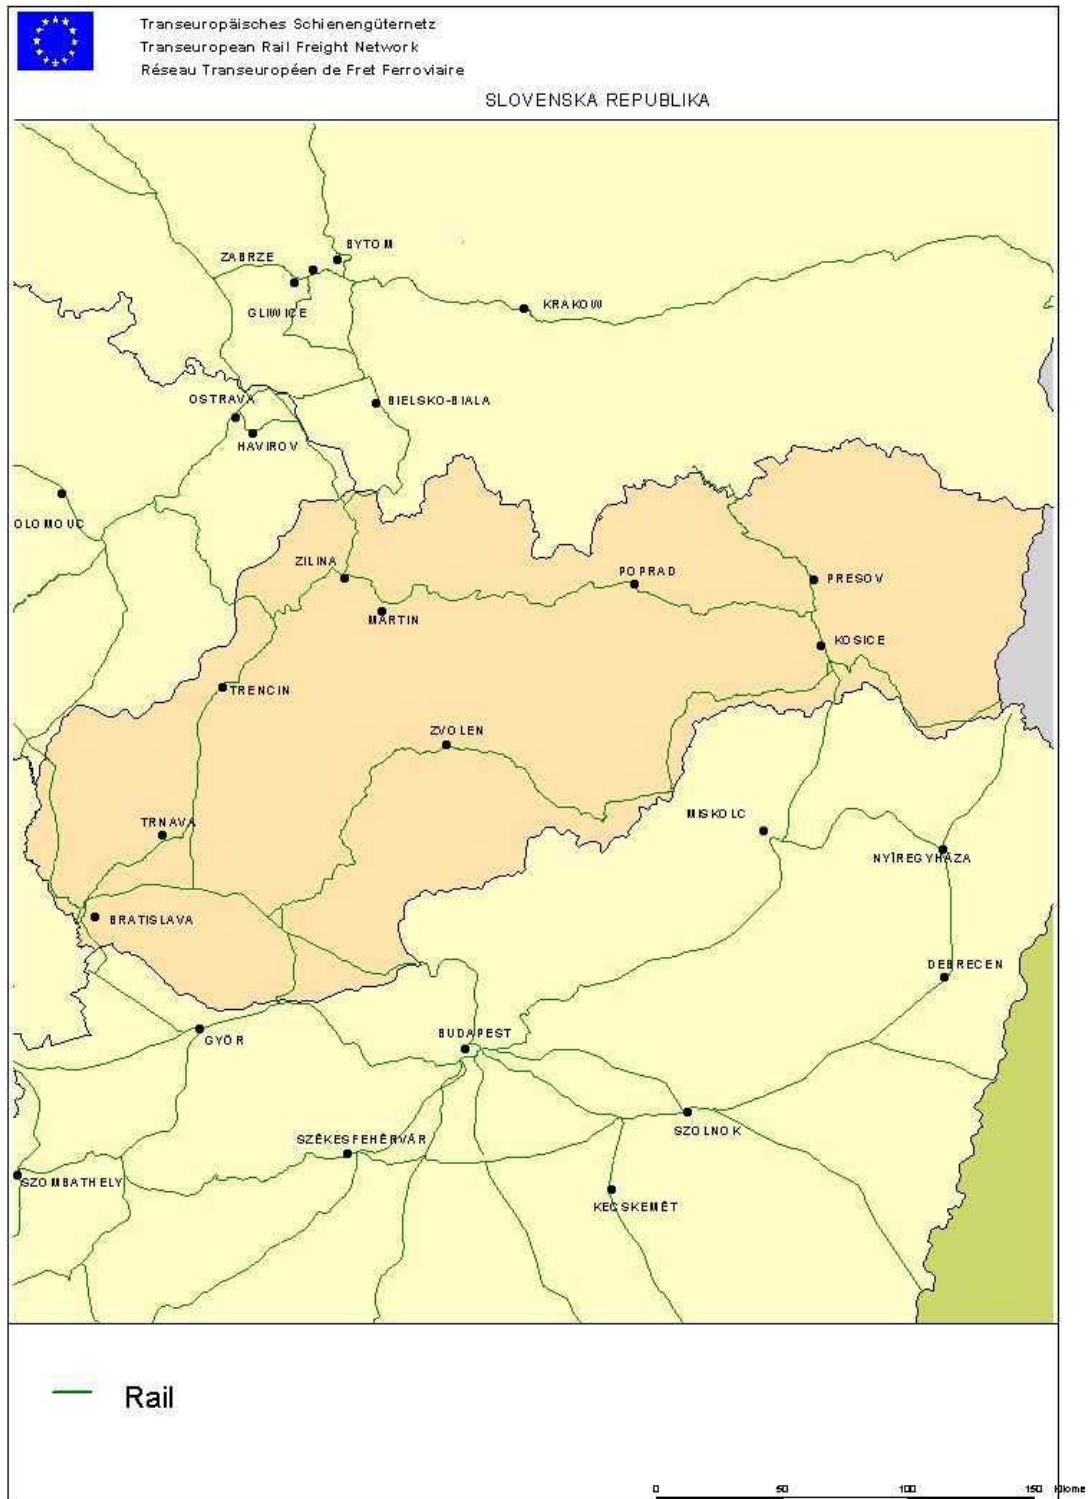 Transeuropäisches Schienengüternetz
Transeuropean Rail Freight Network
Réseau Transeuropéen de Fret Ferroviaire
SLOVENSKA REPUBLIKA
BYTOM
ZABRZE
GLIWICE
KRAKOW
OSTRAVA
BIELSKO-BIALA
HAVIROV
OLOMOUC
ZILINA
POPRAD
PRESOV
MARTIN
KOSICE
TRENCIN
ZVOLEN
TRNAVA
MISKOLC
NYÍREGYHÁZA
BRATISLAVA
DEBRECEN
GYÖR
BUDAPEST
SZOLNOK
SZÉKESFEHÉRVÁR
SZOMBATHELY
KECSKEMÉT
Rail
0 50 100 150